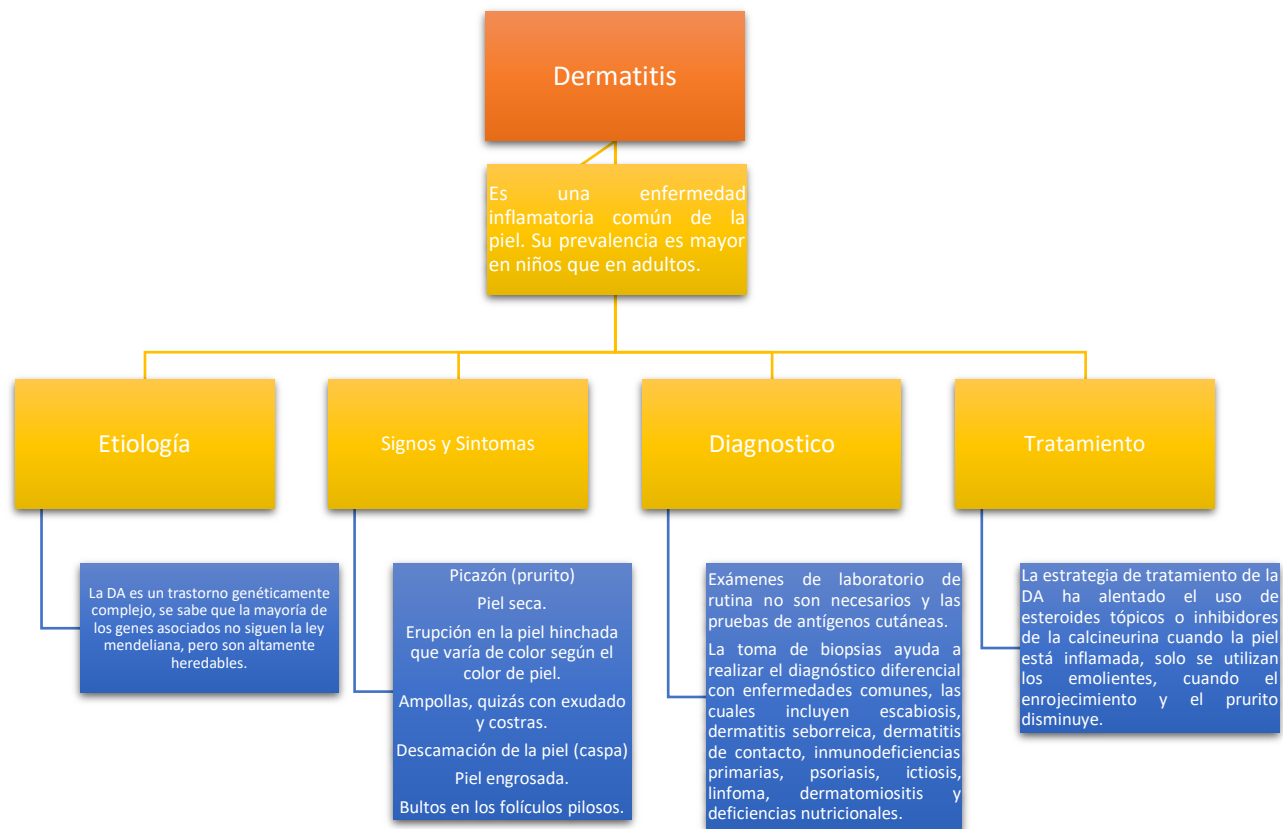 Dermatitis
Es una enfermedad
inflamatoria común de la
piel. Su prevalencia es mayor
en niños que en adultos.
Etiología
Signos y Sintomas
Diagnostico
Tratamiento
La DA es un trastorno genéticamente
complejo, se sabe que la mayoría de
los genes asociados no siguen la ley
mendeliana, pero son altamente
heredables.
Picazón (prurito)
Piel seca.
Erupción en la piel hinchada
que varía de color según el
color de piel.
Ampollas, quizás con exudado
y costras.
Descamación de la piel (caspa)
Piel engrosada.
Bultos en los folículos pilosos.
Exámenes de laboratorio de
rutina no son necesarios y las
pruebas de antígenos cutáneas.
La toma de biopsias ayuda a
realizar el diagnóstico diferencial
con enfermedades comunes, las
cuales incluyen escabiosis,
dermatitis seborreica, dermatitis
de contacto, inmunodeficiencias
primarias, psoriasis, ictiosis,
linfoma, dermatomiositis y
deficiencias nutricionales.
La estrategia de tratamiento de la
DA ha alentado el uso de
esteroides tópicos o inhibidores
de la calcineurina cuando la piel
está inflamada, solo se utilizan
los emolientes, cuando el
enrojecimiento y el prurito
disminuye.